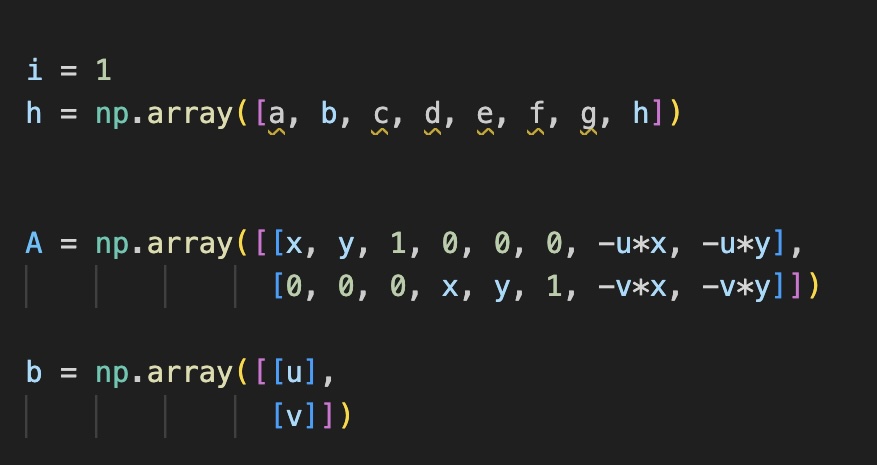 i = 1
h = np.array([a, b, c, d, e, f, g, h])
A = np.array([[x, y, 1, 0, 0, 0, -u*x, -u*y],
[0, 0, 0, x, y, 1, -v*x, -v*y]])
b = np.array([[u],
[v]])